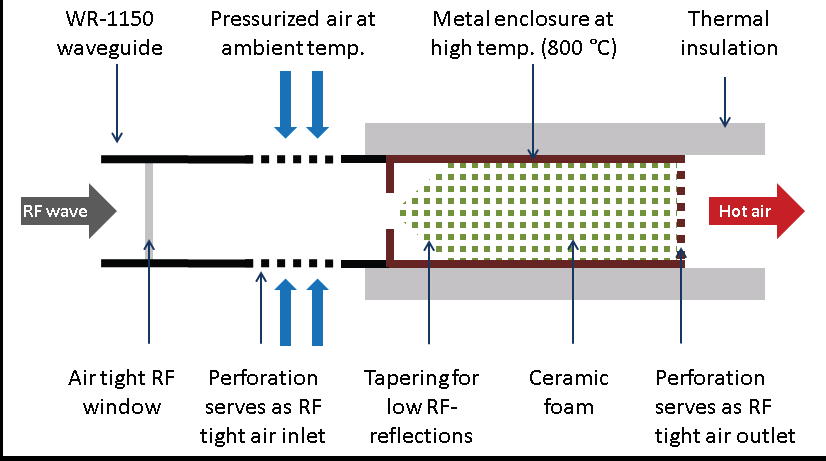 WR-1150
waveguide
Pressurized air at
ambient temp.
Metal enclosure at
high temp. (800 °C)
Thermal
insulation
RF wave
Hot air
Air tight RF
window
Perforation
serves as RF
tight air inlet
Tapering for
low RF-
reflections
Ceramic
foam
Perforation
serves as RF
tight air outlet